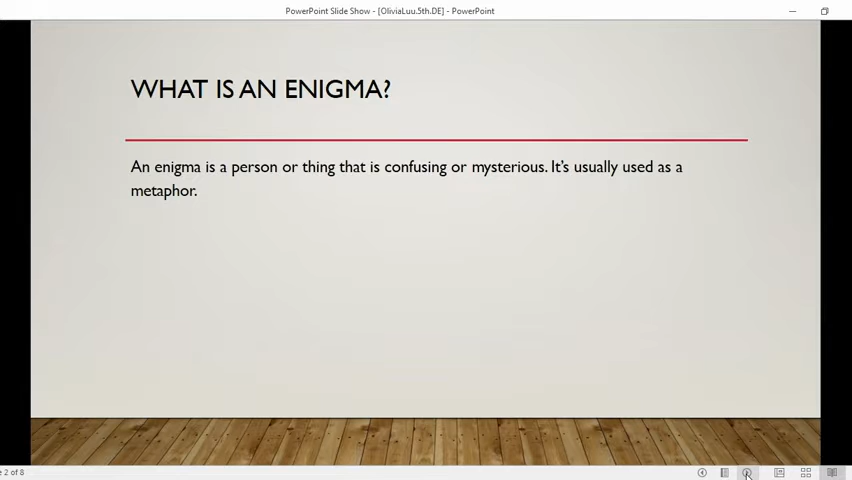 PowerPoint Slide Show - [OliviaLuu.5th.DE] - PowerPoint
WHAT IS AN ENIGMA?
An enigma is a person or thing that is confusing or mysterious. It's usually used as a
metaphor.
2 of 8